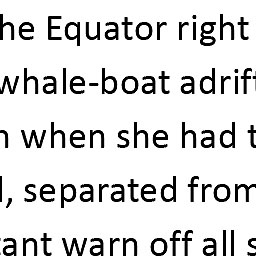 he Equator right
whale-boat adrift
n when she had t
l, separated from
tant warn off all s